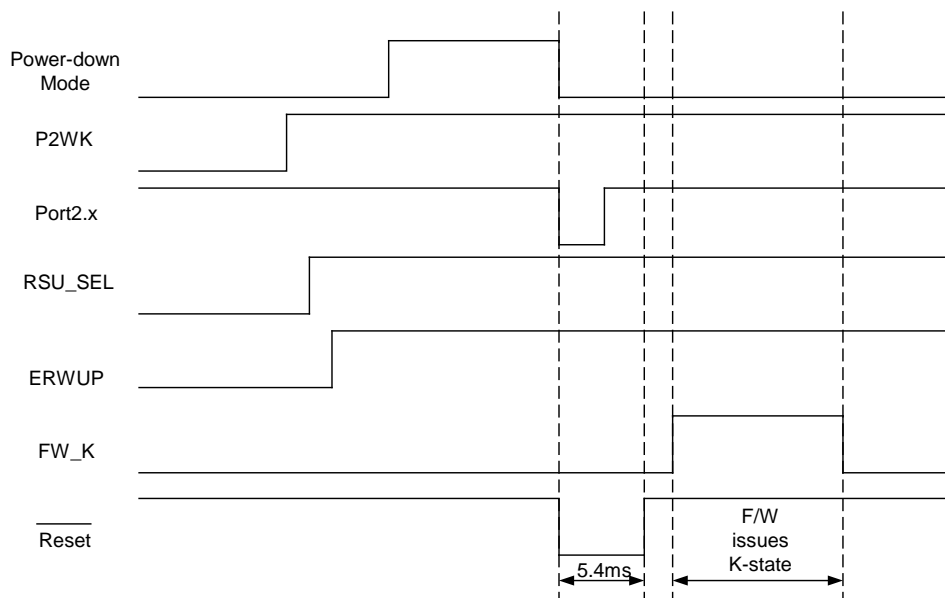 Power-down
Mode
P2WK
Port2.x
RSU_SEL
ERWUP
FW_K
Reset
5.4ms
F/W
issues
K-state